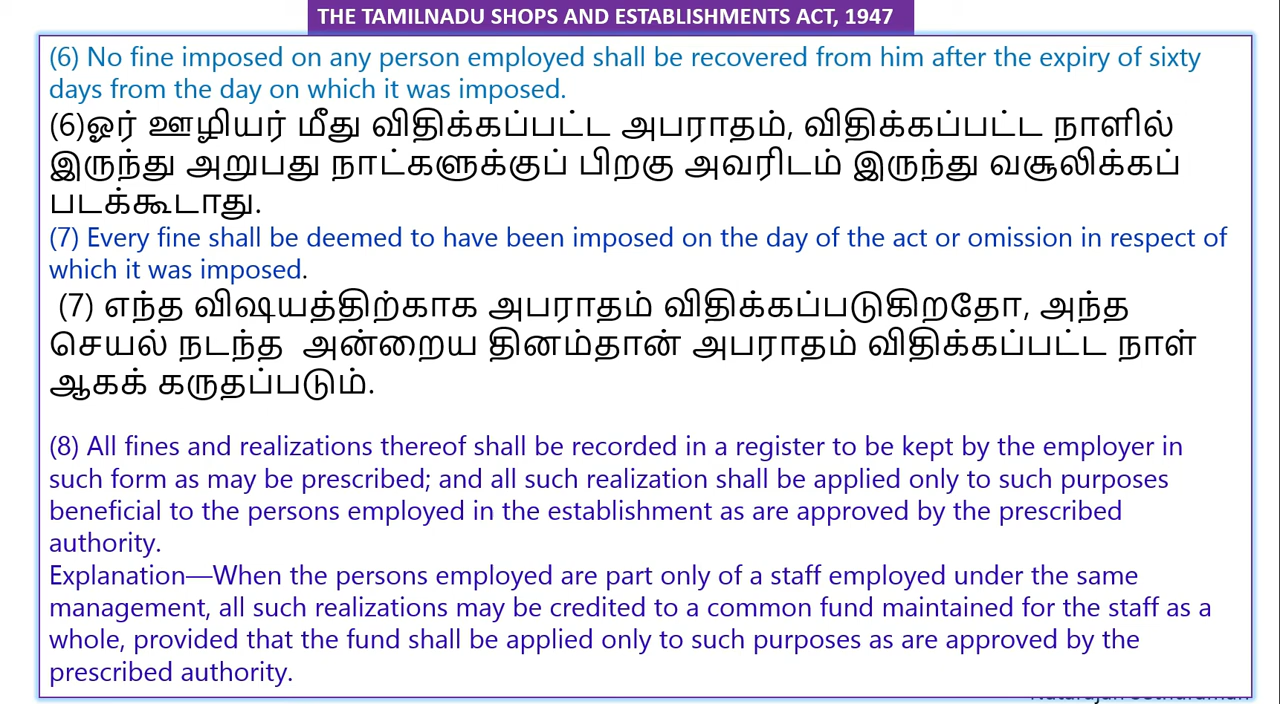 THE TAMILNADU SHOPS AND ESTABLISHMENTS ACT, 1947
(6) No fine imposed on any person employed shall be recovered from him after the expiry of sixty
days from the day on which it was imposed.
(6)ஓர் ஊழியர் மீது விதிக்கப்பட்ட அபராதம், விதிக்கப்பட்ட நாளில்
இருந்து அறுபது நாட்களுக்குப் பிறகு அவரிடம் இருந்து வசூலிக்கப்
படக்கூடாது.
(7) Every fine shall be deemed to have been imposed on the day of the act or omission in respect of
which it was imposed.
(7) எந்த விஷயத்திற்காக அபராதம் விதிக்கப்படுகிறதோ, அந்த
செயல் நடந்த அன்றைய தினம்தான் அபராதம் விதிக்கப்பட்ட நாள்
ஆகக் கருதப்படும்.
(8) All fines and realizations thereof shall be recorded in a register to be kept by the employer in
such form as may be prescribed; and all such realization shall be applied only to such purposes
beneficial to the persons employed in the establishment as are approved by the prescribed
authority.
Explanation—When the persons employed are part only of a staff employed under the same
management, all such realizations may be credited to a common fund maintained for the staff as a
whole, provided that the fund shall be applied only to such purposes as are approved by the
prescribed authority.